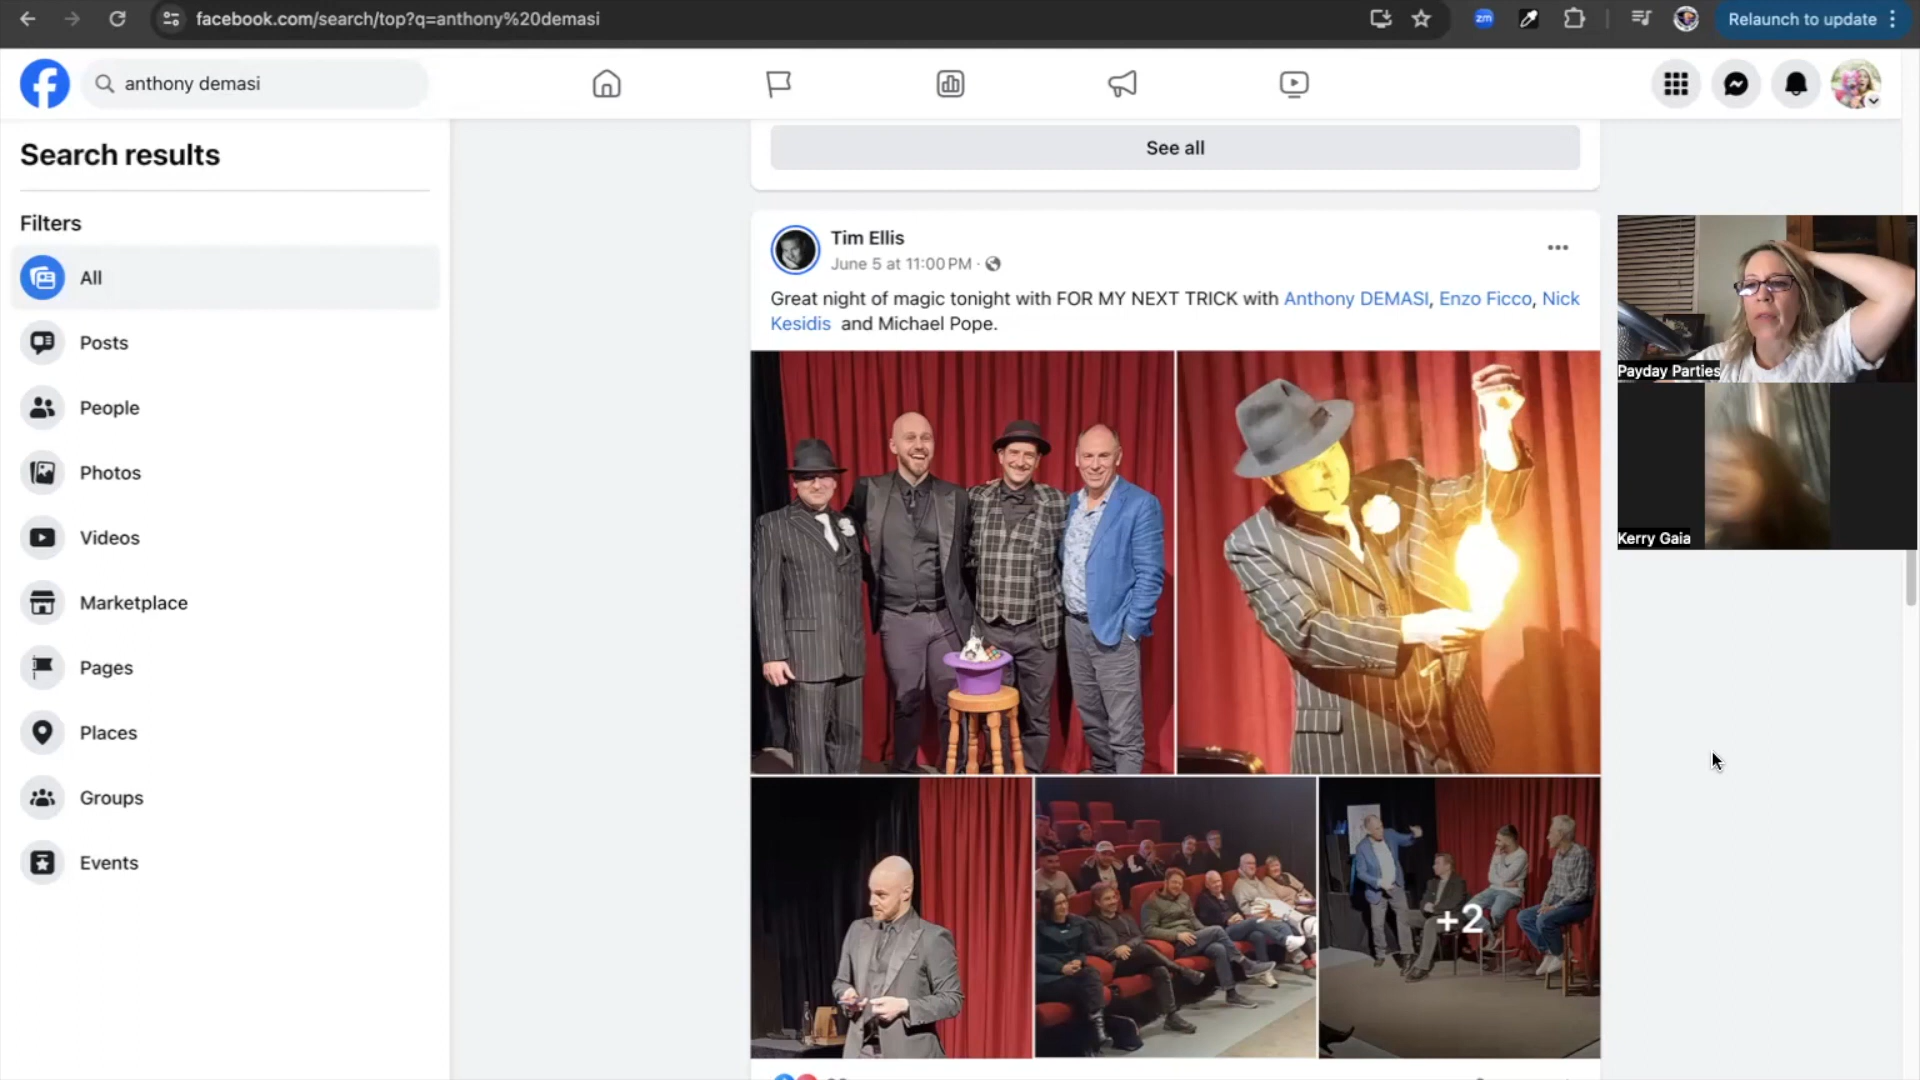 facebook.com/search/top?q=anthony%20demasi
zm
Relaunch to update
anthony demasi
Search results
Filters
All
Posts
People
Photos
Videos
Marketplace
Pages
Places
Groups
Events
See all
Tim Ellis
June 5 at 11:00 PM ·
Great night of magic tonight with FOR MY NEXT TRICK with Anthony DEMASI, Enzo Ficco, Nick
Kesidis and Michael Pope.
+2
Payday Parties
Kerry Gaia